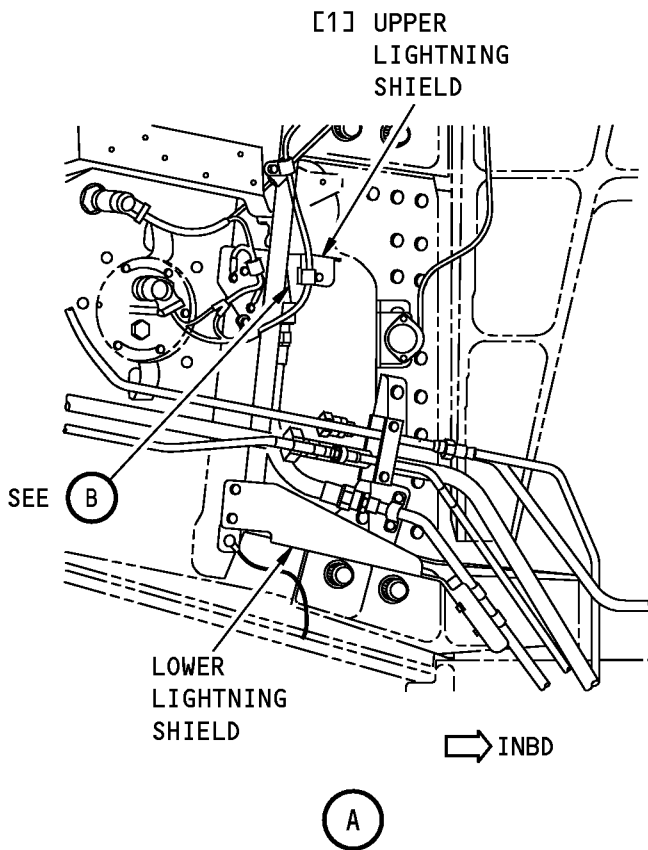 [1] UPPER
LIGHTNING
SHIELD
SEE B
LOWER
LIGHTNING
SHIELD
INBD
A